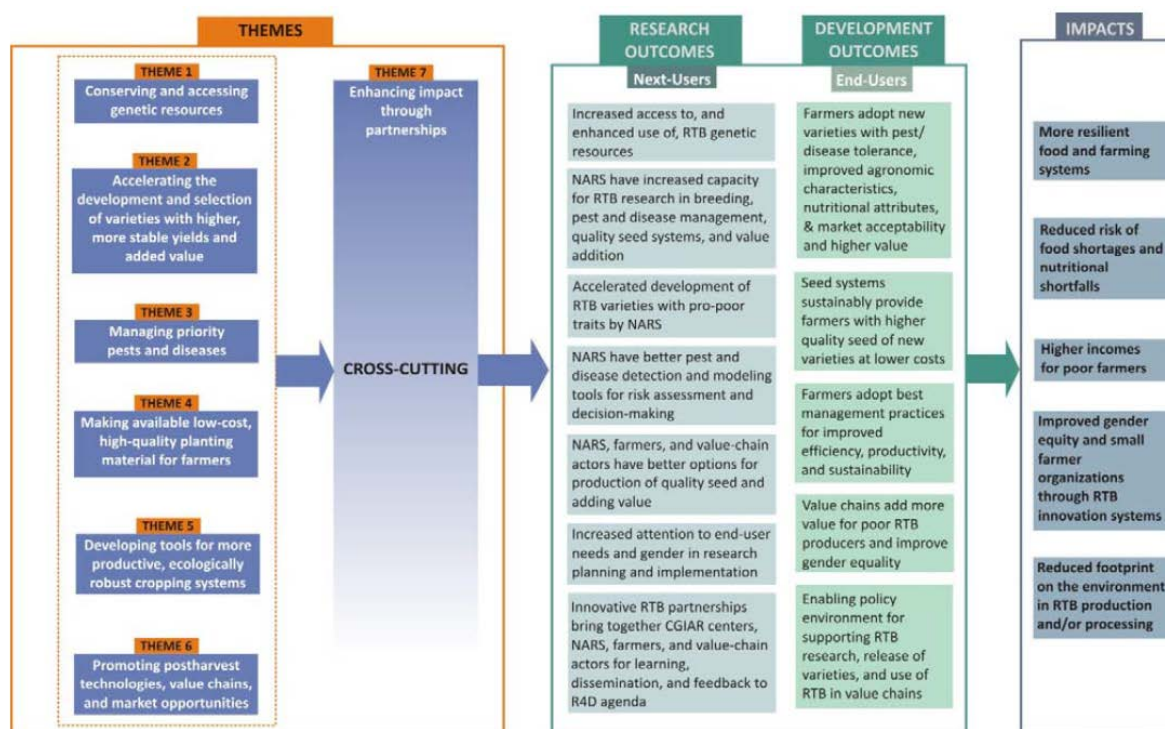 THEMES
THEME 1
Conserving and accessing
genetic resources
THEME 2
Accelerating the
development and selection
of varieties with higher,
more stable yields and
added value
THEME 3
Managing priority
pests and diseases
THEME 4
Making available low-cost,
high-quality planting
material for farmers
THEME 5
Developing tools for more
productive, ecologically
robust cropping systems
THEME 6
Promoting postharvest
technologies, value chains,
and market opportunities
THEME 7
Enhancing impact
through
partnerships
CROSS-CUTTING
RESEARCH
OUTCOMES
Next-Users
Increased access to, and
enhanced use of, RTB genetic
resources
NARS have increased capacity
for RTB research in breeding,
pest and disease management,
quality seed systems, and value
addition
Accelerated development of
RTB varieties with pro-poor
traits by NARS
NARS have better pest and
disease detection and modeling
tools for risk assessment and
decision-making
NARS, farmers, and value-chain
actors have better options for
production of quality seed and
adding value
Increased attention to end-user
needs and gender in research
planning and implementation
Innovative RTB partnerships
bring together CGIAR centers,
NARS, farmers, and value-chain
actors for learning,
dissemination, and feedback to
R4D agenda
DEVELOPMENT
OUTCOMES
End-Users
Farmers adopt new
varieties with pest/
disease tolerance,
improved agronomic
characteristics,
nutritional attributes,
& market acceptability
and higher value
Seed systems
sustainably provide
farmers with higher
quality seed of new
varieties at lower costs
Farmers adopt best
management practices
for improved
efficiency, productivity,
and sustainability
Value chains add more
value for poor RTB
producers and improve
gender equality
Enabling policy
environment for
supporting RTB
research, release of
varieties, and use of
RTB in value chains
IMPACTS
More resilient
food and farming
systems
Reduced risk of
food shortages and
nutritional
shortfalls
Higher incomes
for poor farmers
Improved gender
equity and small
farmer
organizations
through RTB
innovation systems
Reduced footprint
on the environment
in RTB production
and/or processing